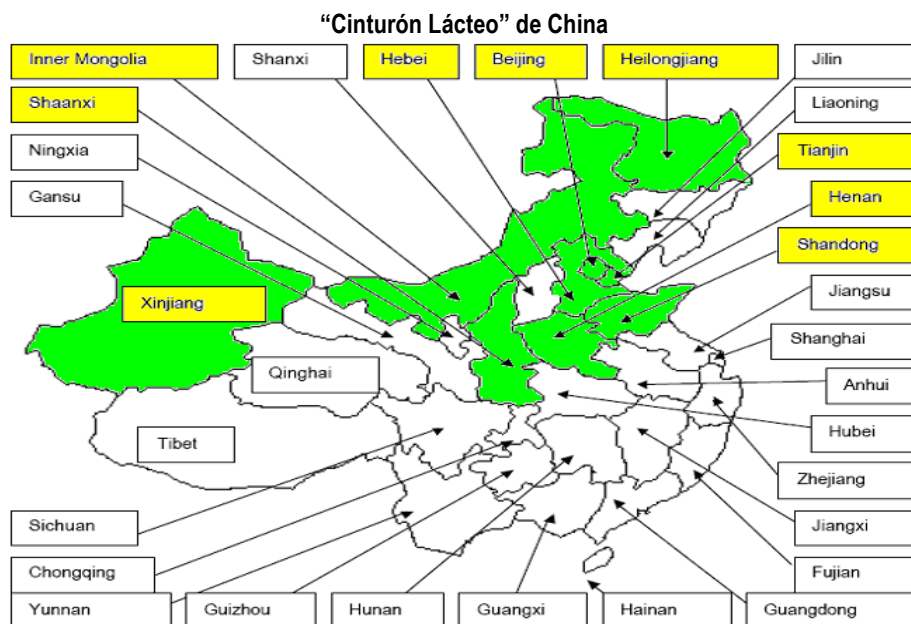 “Cinturón Lácteo” de China
Inner Mongolia
Shanxi
Hebei
Beijing
Heilongjiang
Jilin
Shaanxi
Liaoning
Ningxia
Tianjin
Gansu
Henan
Shandong
Xinjiang
Jiangsu
Shanghai
Qinghai
Anhui
Tibet
Hubei
Zhejiang
Sichuan
Jiangxi
Chongqing
Fujian
Yunnan
Guizhou
Hunan
Guangxi
Hainan
Guangdong